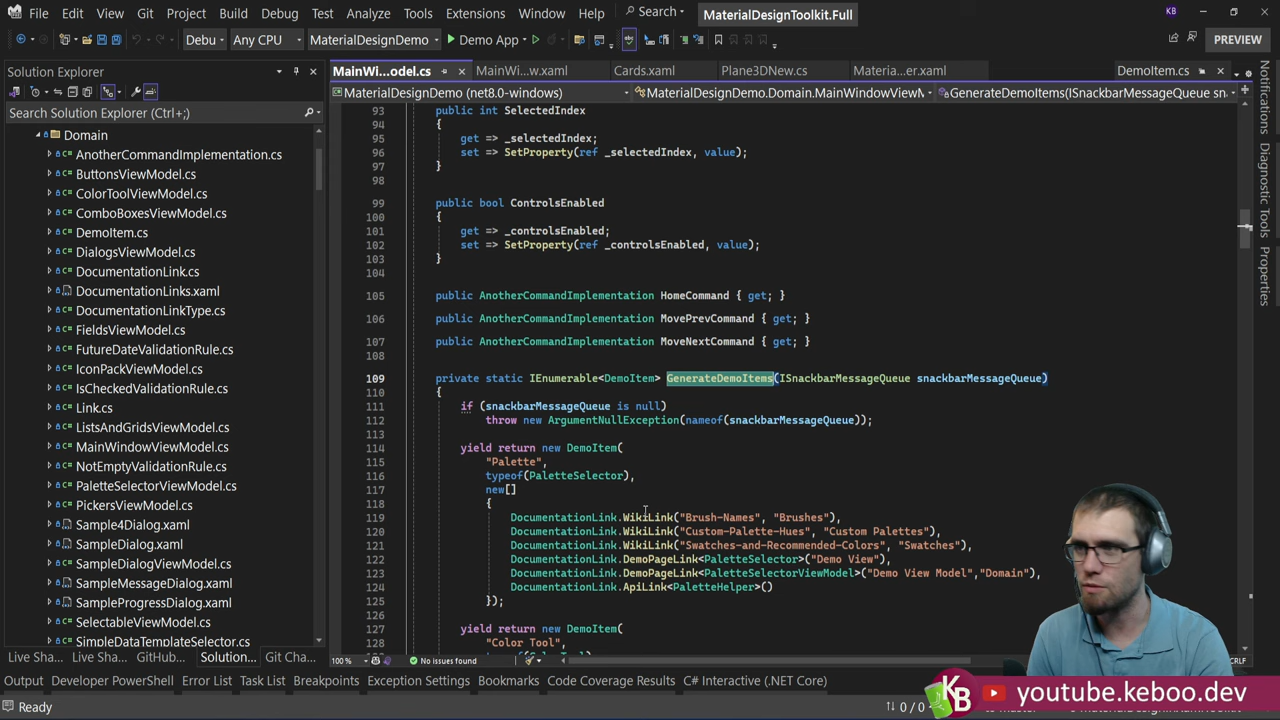 File Edit View Git Project Build Debug Test Analyze Tools Extensions Window Help Search MaterialDesignToolkit.Full KB
Debug Any CPU MaterialDesignDemo Demo App PREVIEW
Solution Explorer
MainWi...odel.cs MainWi...w.xaml Cards.xaml Plane3DNew.cs Materia...er.xaml DemoItem.cs
MaterialDesignDemo (net8.0-windows) MaterialDesignDemo.Domain.MainWindowViewM GenerateDemoItems(ISnackbarMessageQueue sna
Search Solution Explorer (Ctrl+;)
Domain
AnotherCommandImplementation.cs
ButtonsViewModel.cs
ColorToolViewModel.cs
ComboBoxesViewModel.cs
DemoItem.cs
DialogsViewModel.cs
DocumentationLink.cs
DocumentationLinks.xaml
DocumentationLinkType.cs
FieldsViewModel.cs
FutureDateValidationRule.cs
IconPackViewModel.cs
IsCheckedValidationRule.cs
Link.cs
ListsAndGridsViewModel.cs
MainWindowViewModel.cs
NotEmptyValidationRule.cs
PaletteSelectorViewModel.cs
PickersViewModel.cs
Sample4Dialog.xaml
SampleDialog.xaml
SampleDialogViewModel.cs
SampleMessageDialog.xaml
SampleProgressDialog.xaml
SelectableViewModel.cs
SimpleDataTemplateSelector.cs
Live Sha... Live Sha... GitHub... Solution... Git Cha...
93 public int SelectedIndex
94 {
95 get => _selectedIndex;
96 set => SetProperty(ref _selectedIndex, value);
97 }
98
99 public bool ControlsEnabled
100 {
101 get => _controlsEnabled;
102 set => SetProperty(ref _controlsEnabled, value);
103 }
104
105 public AnotherCommandImplementation HomeCommand { get; }
106 public AnotherCommandImplementation MovePrevCommand { get; }
107 public AnotherCommandImplementation MoveNextCommand { get; }
108
109 private static IEnumerable<DemoItem> GenerateDemoItems(ISnackbarMessageQueue snackbarMessageQueue)
110 {
111 if (snackbarMessageQueue is null)
112 throw new ArgumentNullException(nameof(snackbarMessageQueue));
113
114 yield return new DemoItem(
115 "Palette",
116 typeof(PaletteSelector),
117 new[]
118 {
119 DocumentationLink.WikiLink("Brush-Names", "Brushes"),
120 DocumentationLink.WikiLink("Custom-Palette-Hues", "Custom Palettes"),
121 DocumentationLink.WikiLink("Swatches-and-Recommended-Colors", "Swatches"),
122 DocumentationLink.DemoPageLink<PaletteSelector>("Demo View"),
123 DocumentationLink.DemoPageLink<PaletteSelectorViewModel>("Demo View Model","Domain"),
124 DocumentationLink.ApiLink<PaletteHelper>()
125 });
126
127 yield return new DemoItem(
128 "Color Tool",
100 % No issues found CRLF
Notifications Diagnostic Tools Properties
Output Developer PowerShell Error List Task List Breakpoints Exception Settings Bookmarks Code Coverage Results C# Interactive (.NET Core)
Ready 0 / 0
KB youtube.keboo.dev